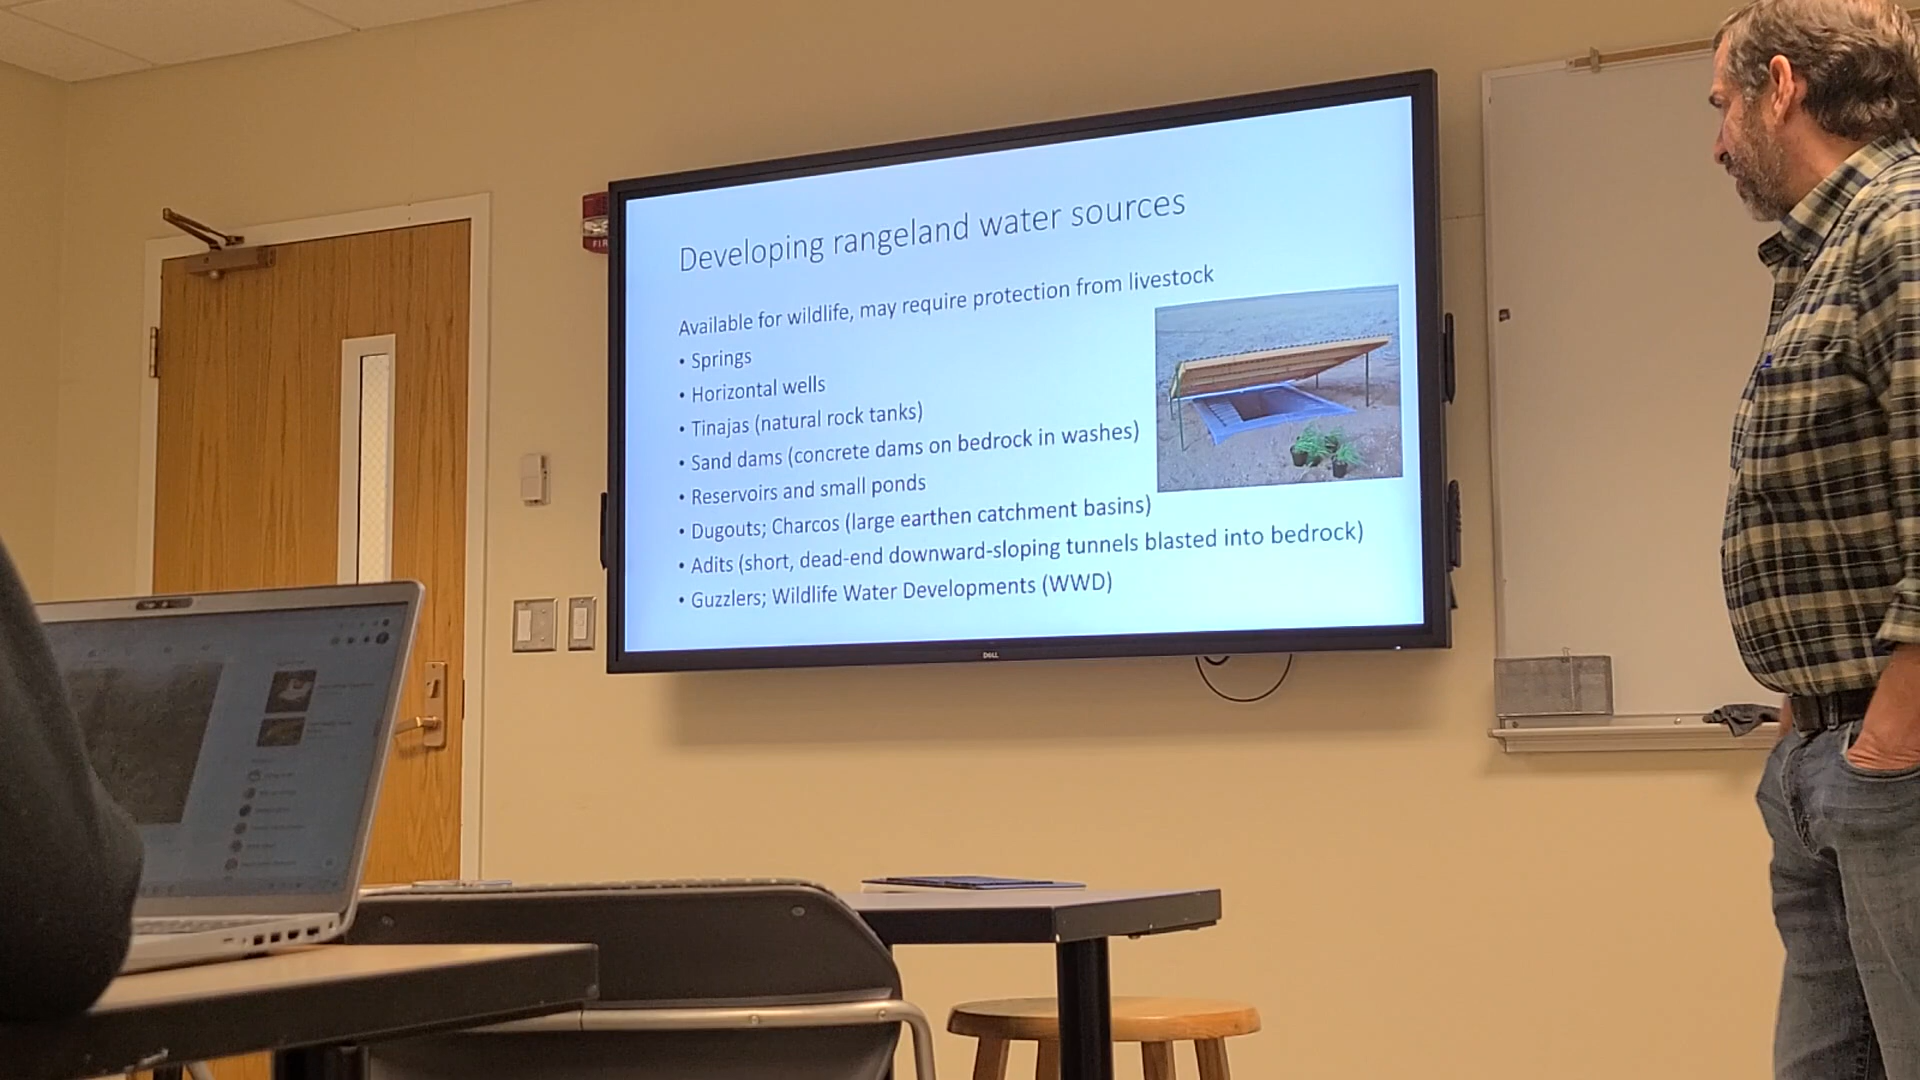 Developing rangeland water sources
Available for wildlife, may require protection from livestock
• Springs
• Horizontal wells
• Tinajas (natural rock tanks)
• Sand dams (concrete dams on bedrock in washes)
• Reservoirs and small ponds
• Dugouts; Charcos (large earthen catchment basins)
• Adits (short, dead-end downward-sloping tunnels blasted into bedrock)
• Guzzlers; Wildlife Water Developments (WWD)
DELL